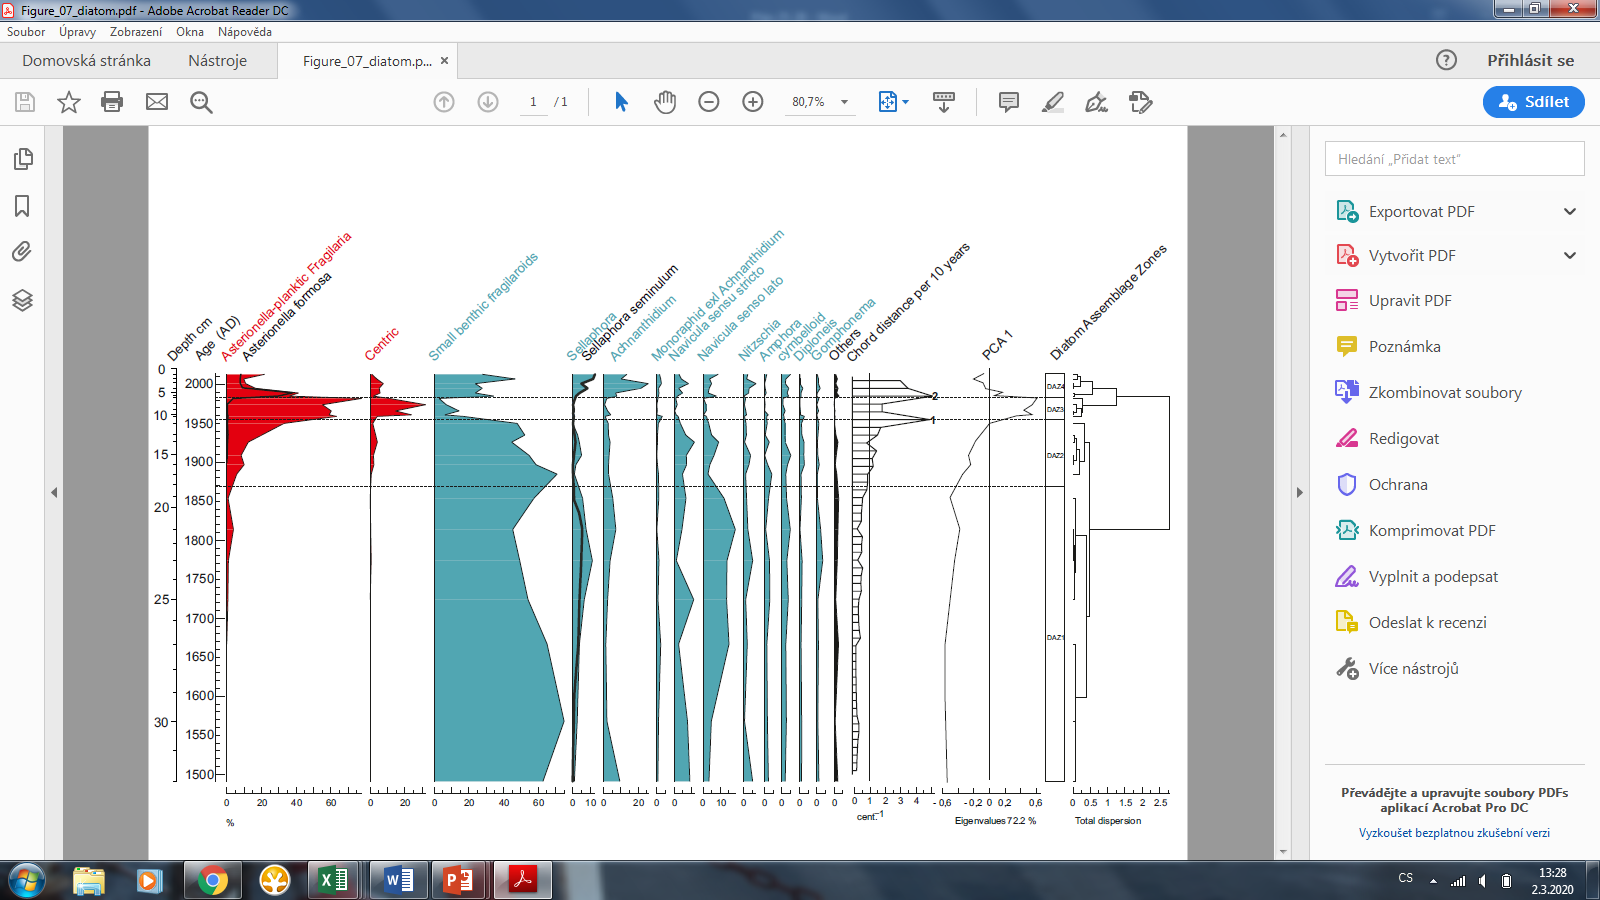 Figure_07_diatom.pdf - Adobe Acrobat Reader DC
Soubor Úpravy Zobrazení Okna Nápověda
Domovská stránka Nástroje Figure_07_diatom.p... × Přihlásit se
1 / 1 80,7% Sdílet
Hledání „Přidat text“
Exportovat PDF
Vytvořit PDF
Upravit PDF
Poznámka
Zkombinovat soubory
Redigovat
Ochrana
Komprimovat PDF
Vyplnit a podepsat
Odeslat k recenzi
Více nástrojů
Převádějte a upravujte soubory PDFs
aplikací Acrobat Pro DC
Vyzkoušet bezplatnou zkušební verzi
Depth cm
Age (AD)
Asterionella-planktic Fragilaria
Asterionella formosa
Centric
Small benthic fragilaroids
Sellaphora
Sellaphora seminulum
Achnanthidium
Monoraphid exl Achnanthidium
Navicula sensu stricto
Navicula senso lato
Nitzschia
Amphora
cymbelloid
Diploneis
Gomphonema
Others
Chord distance per 10 years
PCA 1
Diatom Assemblage Zones
0
5
10
15
20
25
30
2000
1950
1900
1850
1800
1750
1700
1650
1600
1550
1500
2
1
DAZ4
DAZ3
DAZ2
DAZ1
0 20 40 60 0 20 0 20 40 60 0 10 0 20 0 0 0 10 0 0 0 0 0 0 0 1 2 3 4 - 0,6 - 0,2 0 0,2 0,6 0 0.5 1 1.5 2 2.5
% cent.-1 Eigenvalues 72.2 % Total dispersion
CS 13:28
2.3.2020